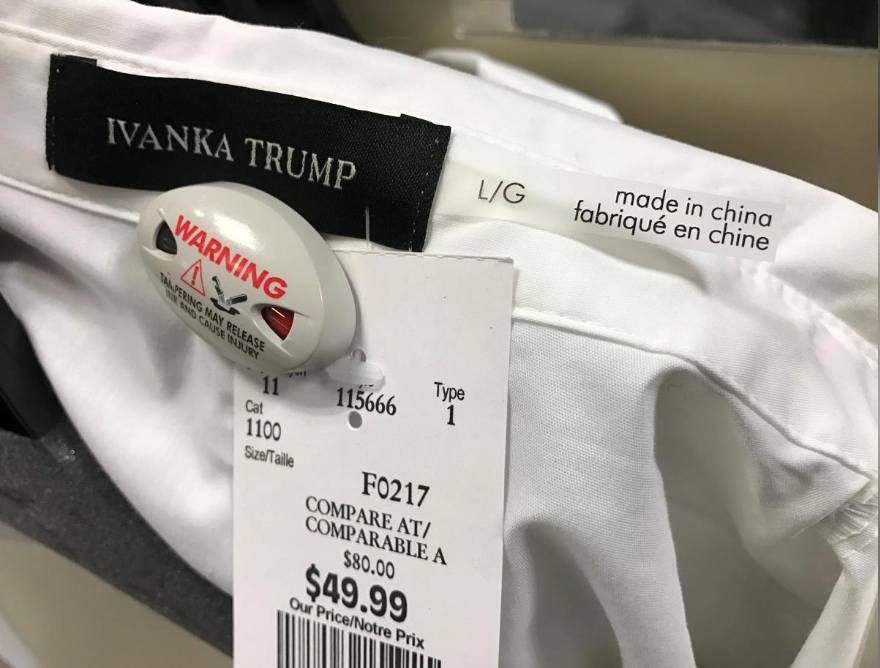 IVANKA TRUMP
L/G
made in china
fabriqué en chine
WARNING
TAMPERING MAY RELEASE
INK AND CAUSE INJURY
11
115666
Type
1
Cat
1100
Size/Taille
F0217
COMPARE AT/
COMPARABLE A
$80.00
$49.99
Our Price/Notre Prix